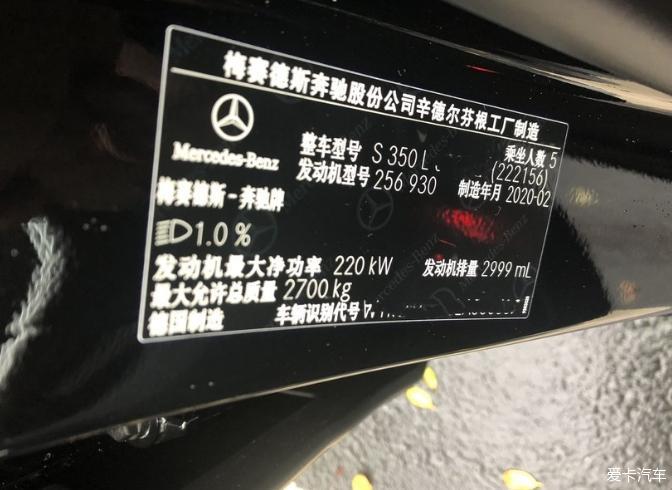 梅赛德斯奔驰股份公司辛德尔芬根工厂制造
Mercedes-Benz
整车型号 S 350 L 乘坐人数 5
(222156)
发动机型号 256 930 制造年月 2020-02
梅赛德斯-奔驰牌
1.0 %
发动机最大净功率 220 kW 发动机排量 2999 mL
最大允许总质量 2700 kg
德国制造 车辆识别代号
爱卡汽车